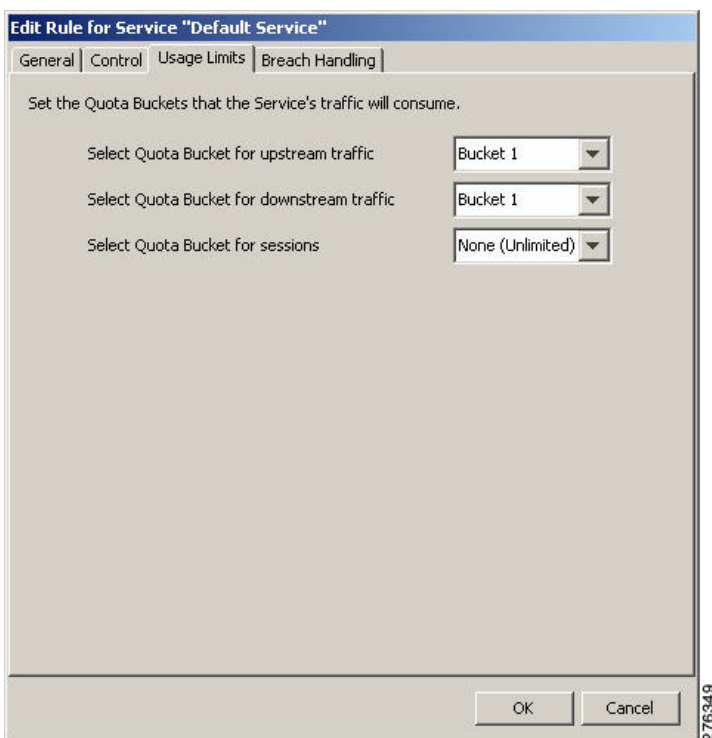 Edit Rule for Service "Default Service"
General Control Usage Limits Breach Handling
Set the Quota Buckets that the Service's traffic will consume.
Select Quota Bucket for upstream traffic Bucket 1
Select Quota Bucket for downstream traffic Bucket 1
Select Quota Bucket for sessions None (Unlimited)
OK Cancel
276349